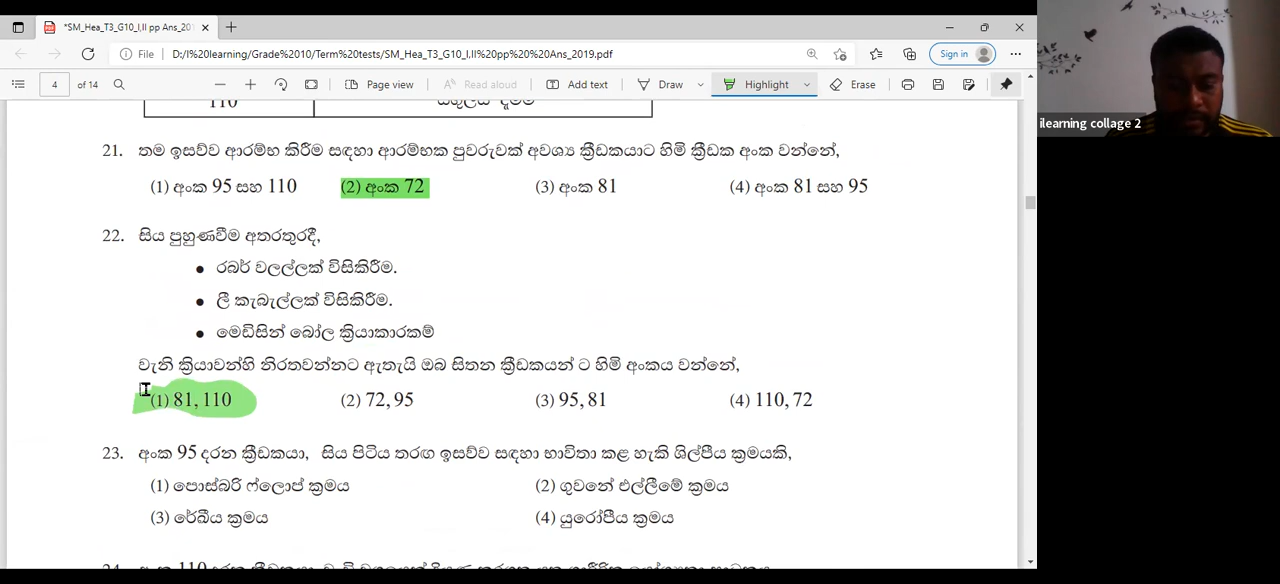 *SM_Hea_T3_G10_I,II pp Ans_201
File D:/I%20learning/Grade%2010/Term%20tests/SM_Hea_T3_G10_I.II%20pp%20%20Ans_2019.pdf Sign in
4 of 14 Page view Read aloud Add text Draw Highlight Erase
ilearning collage 2
110
21. තම ඉසව්ව ආරම්භ කිරීම සඳහා ආරම්භක පුවරුවක් අවශ්‍ය ක්‍රීඩකයාට හිමි ක්‍රීඩක අංක වන්නේ,
(1) අංක 95 සහ 110 (2) අංක 72 (3) අංක 81 (4) අංක 81 සහ 95
22. සිය පුහුණුවීම අතරතුරදී,
● රබර් වලල්ලක් විසිකිරීම.
● ලී කැබැල්ලක් විසිකිරීම.
● මෙඩිසින් බෝල ක්‍රියාකාරකම්
වැනි ක්‍රියාවන්හි නිරතවන්නට ඇතැයි ඔබ සිතන ක්‍රීඩකයන් ට හිමි අංකය වන්නේ,
(1) 81, 110 (2) 72, 95 (3) 95, 81 (4) 110, 72
23. අංක 95 දරන ක්‍රීඩකයා, සිය පිටිය තරඟ ඉසව්ව සඳහා භාවිතා කළ හැකි ශිල්පීය ක්‍රමයකි,
(1) පොස්බරි ෆ්ලොප් ක්‍රමය (2) ගුවනේ එල්ලීමේ ක්‍රමය
(3) රේඛීය ක්‍රමය (4) යුරෝපීය ක්‍රමය